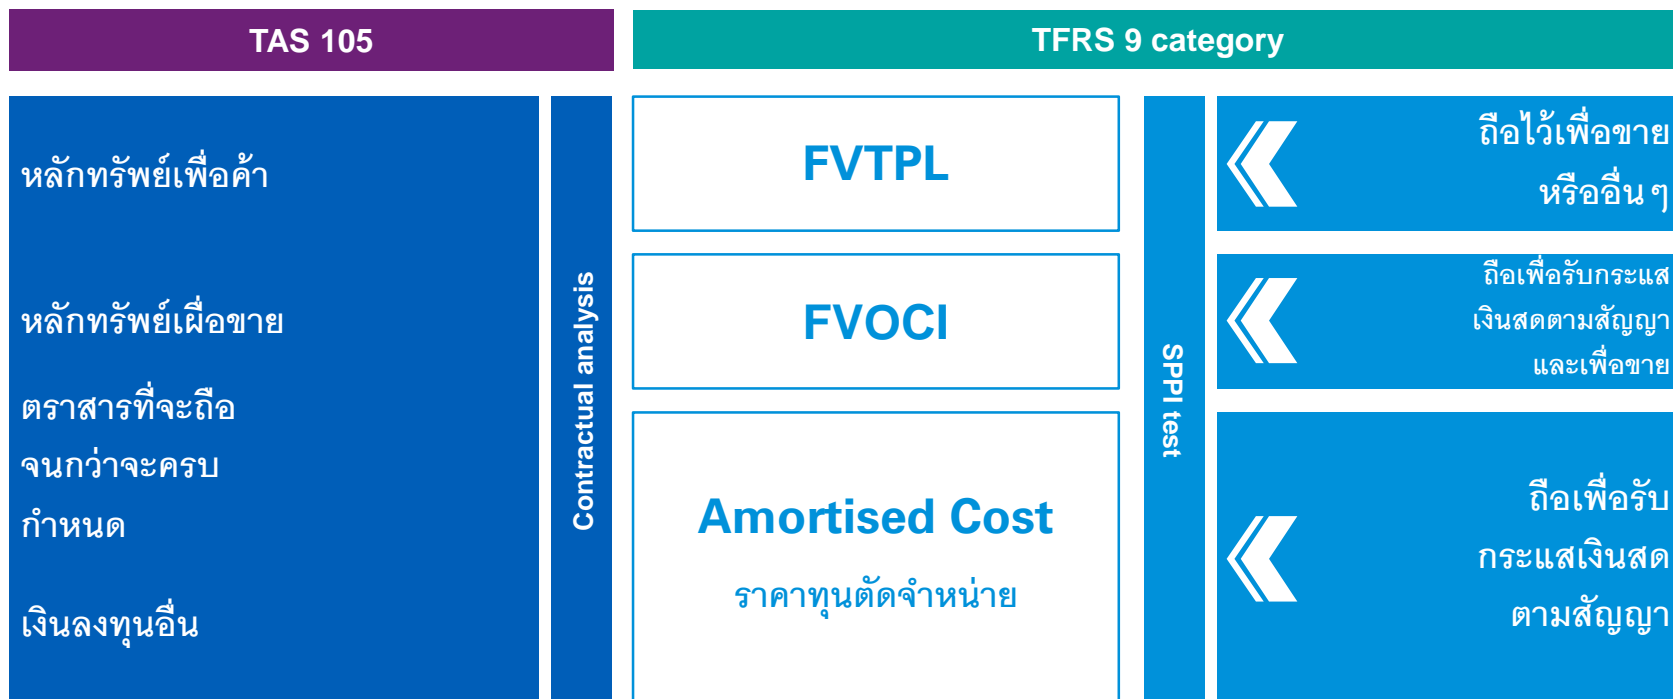 TAS 105
TFRS 9 category
หลักทรัพย์เพื่อค้า
หลักทรัพย์เผื่อขาย
ตราสารที่จะถือ
จนกว่าจะครบ
กำหนด
เงินลงทุนอื่น
Contractual analysis
FVTPL
FVOCI
Amortised Cost
ราคาทุนตัดจำหน่าย
SPPI test
ถือไว้เพื่อขาย
หรืออื่น ๆ
ถือเพื่อรับกระแส
เงินสดตามสัญญา
และเพื่อขาย
ถือเพื่อรับ
กระแสเงินสด
ตามสัญญา